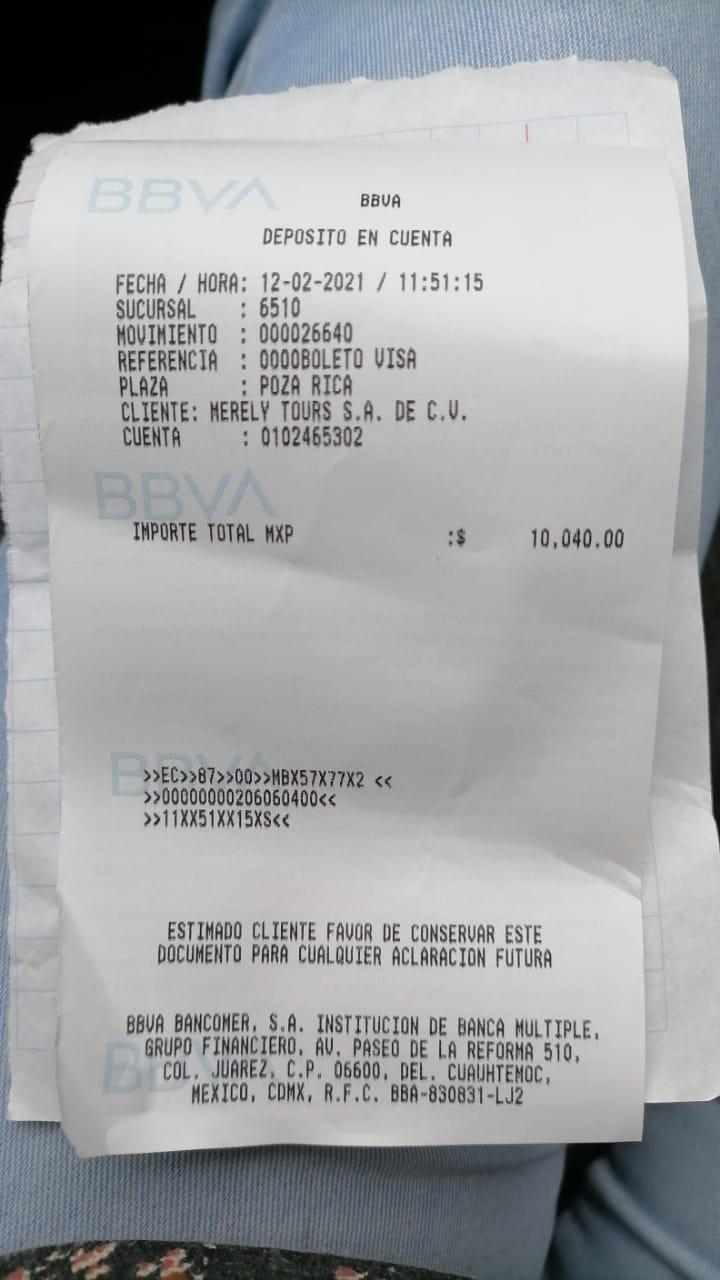 BBVA
BBVA
DEPOSITO EN CUENTA
FECHA / HORA: 12-02-2021 / 11:51:15
SUCURSAL : 6510
MOVIMIENTO : 000026640
REFERENCIA : 0000BOLETO VISA
PLAZA : POZA RICA
CLIENTE: MERELY TOURS S.A. DE C.V.
CUENTA : 0102465302
BBVA
IMPORTE TOTAL MXP :$ 10,040.00
BBVA
>>EC>>87>>00>>MBX57X77X2 <<
>>00000000206060400<<
>>11XX51XX15XS<<
ESTIMADO CLIENTE FAVOR DE CONSERVAR ESTE
DOCUMENTO PARA CUALQUIER ACLARACION FUTURA
BBVA BANCOMER, S.A. INSTITUCION DE BANCA MULTIPLE,
GRUPO FINANCIERO, AV. PASEO DE LA REFORMA 510,
COL. JUAREZ, C.P. 06600, DEL. CUAUHTEMOC,
BBVA
MEXICO, CDMX, R.F.C. BBA-830831-LJ2